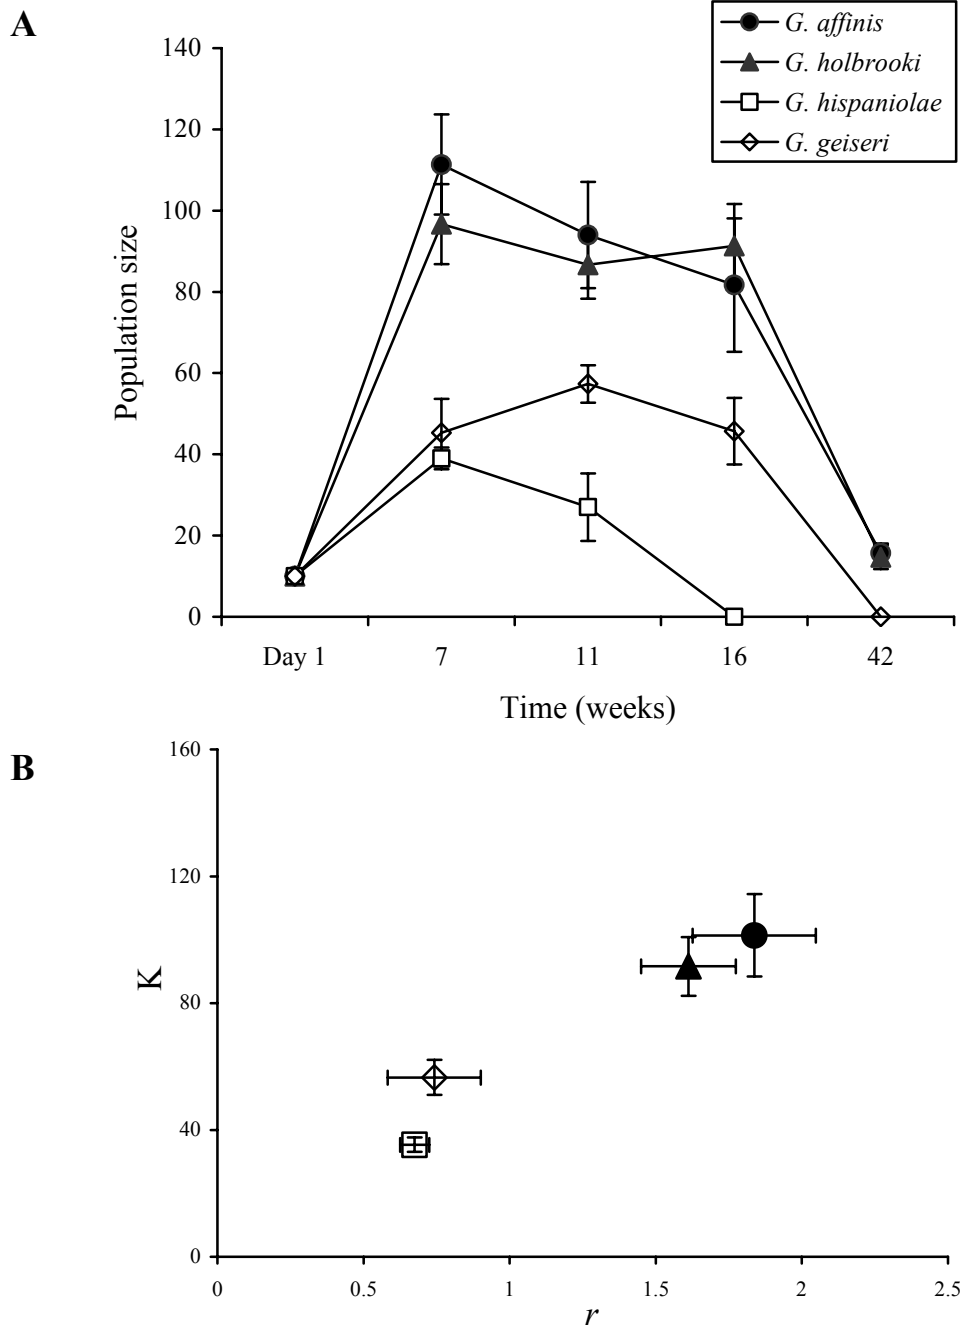 A
G. affinis
G. holbrooki
G. hispaniolae
G. geiseri
140
120
100
80
60
40
20
0
Population size
Day 1 7 11 16 42
Time (weeks)
B
160
120
80
40
0
K
0 0.5 1 1.5 2 2.5
r